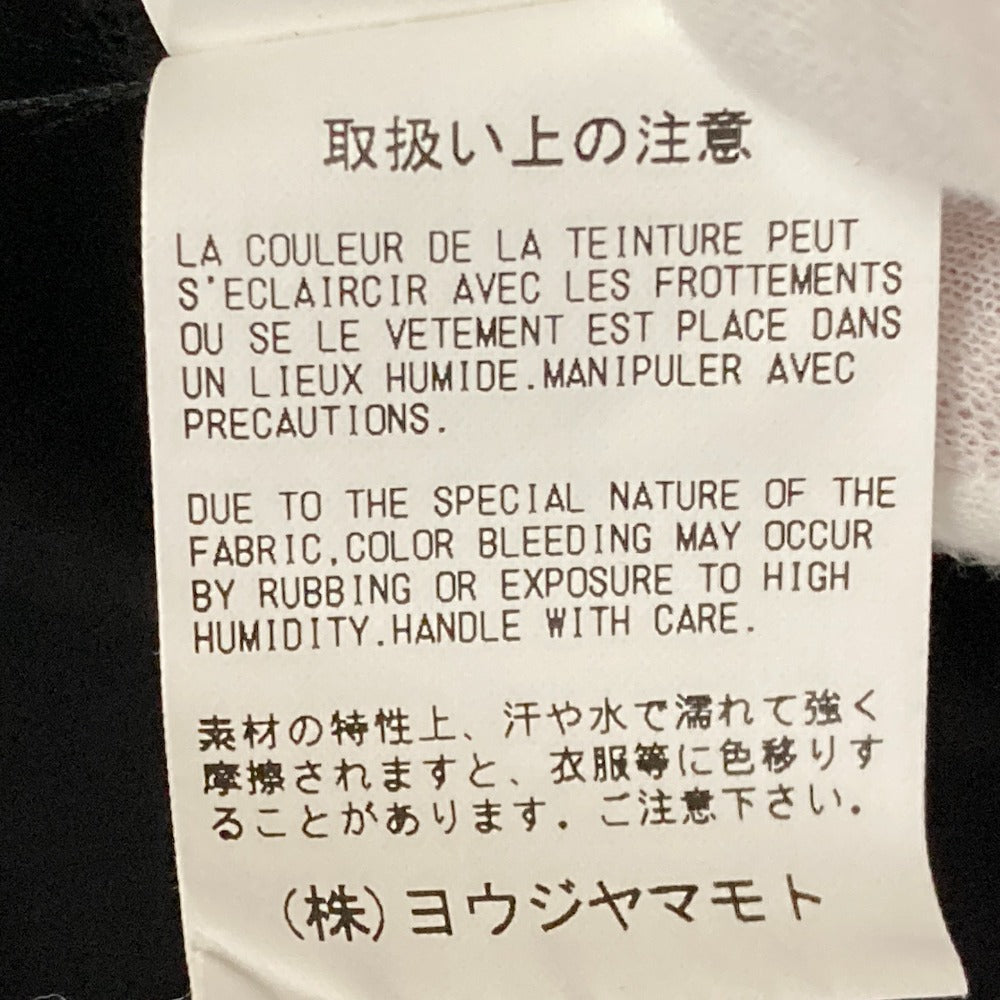 取扱い上の注意
LA COULEUR DE LA TEINTURE PEUT
S'ECLAIRCIR AVEC LES FROTTEMENTS
OU SE LE VETEMENT EST PLACE DANS
UN LIEUX HUMIDE.MANIPULER AVEC
PRECAUTIONS.
DUE TO THE SPECIAL NATURE OF THE
FABRIC,COLOR BLEEDING MAY OCCUR
BY RUBBING OR EXPOSURE TO HIGH
HUMIDITY.HANDLE WITH CARE.
素材の特性上、汗や水で濡れて強く
摩擦されますと、衣服等に色移りす
ることがあります．ご注意下さい．
(株)ヨウジヤマモト